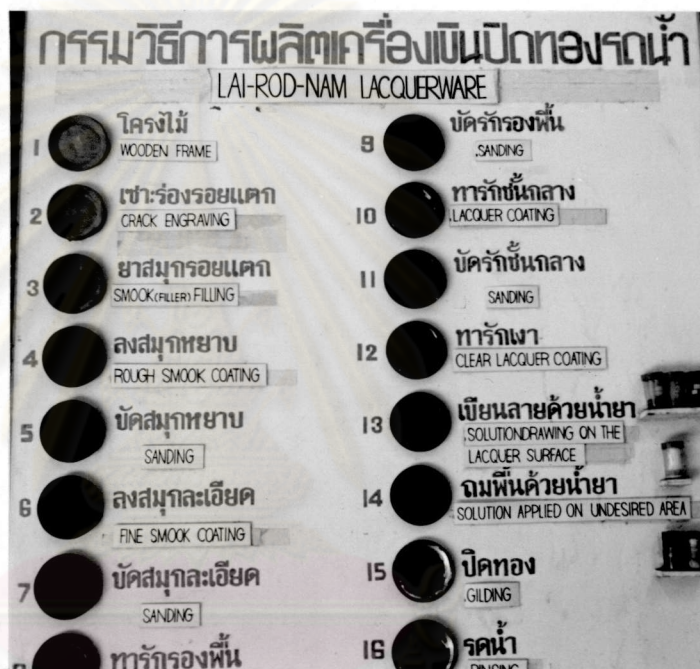 กรรมวิธีการผลิตเครื่องเขินปิดทองรดน้ำ
LAI-ROD-NAM LACQUERWARE
1 โครงไม้
WOODEN FRAME
2 เซาะร่องรอยแตก
CRACK ENGRAVING
3 ยาสมุกรอยแตก
SMOOK (FILLER) FILLING
4 ลงสมุกหยาบ
ROUGH SMOOK COATING
5 ขัดสมุกหยาบ
SANDING
6 ลงสมุกละเอียด
FINE SMOOK COATING
7 ขัดสมุกละเอียด
SANDING
8 ทารักรองพื้น
9 ขัดรักรองพื้น
SANDING
10 ทารักชั้นกลาง
LACQUER COATING
11 ขัดรักชั้นกลาง
SANDING
12 ทารักเงา
CLEAR LACQUER COATING
13 เขียนลายด้วยน้ำยา
SOLUTIONDRAWING ON THE
LACQUER SURFACE
14 ถมพื้นด้วยน้ำยา
SOLUTION APPLIED ON UNDESIRED AREA
15 ปิดทอง
GILDING
16 รดน้ำ
RINSING